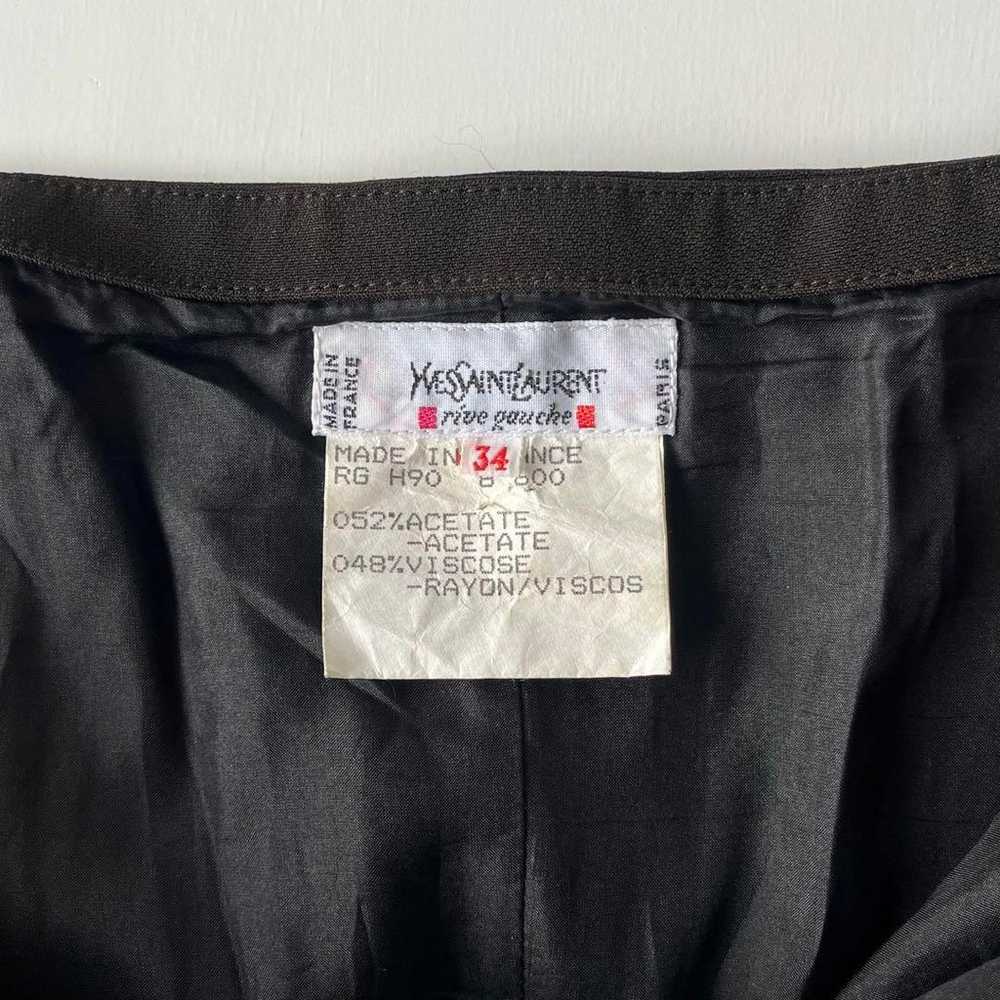 MADE IN
FRANCE
YVESSAINTLAURENT
rive gauche
PARIS
34
MADE IN NCE
RG H90 600
052%ACETATE
-ACETATE
048%VISCOSE
-RAYON/VISCOS